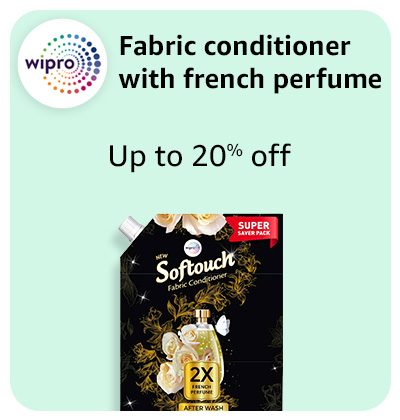 wipro
Fabric conditioner
with french perfume
Up to 20% off
SUPER
SAVER PACK
wipro
NEW
Softouch
Fabric Conditioner
2X
FRENCH
PERFUME
AFTER WASH